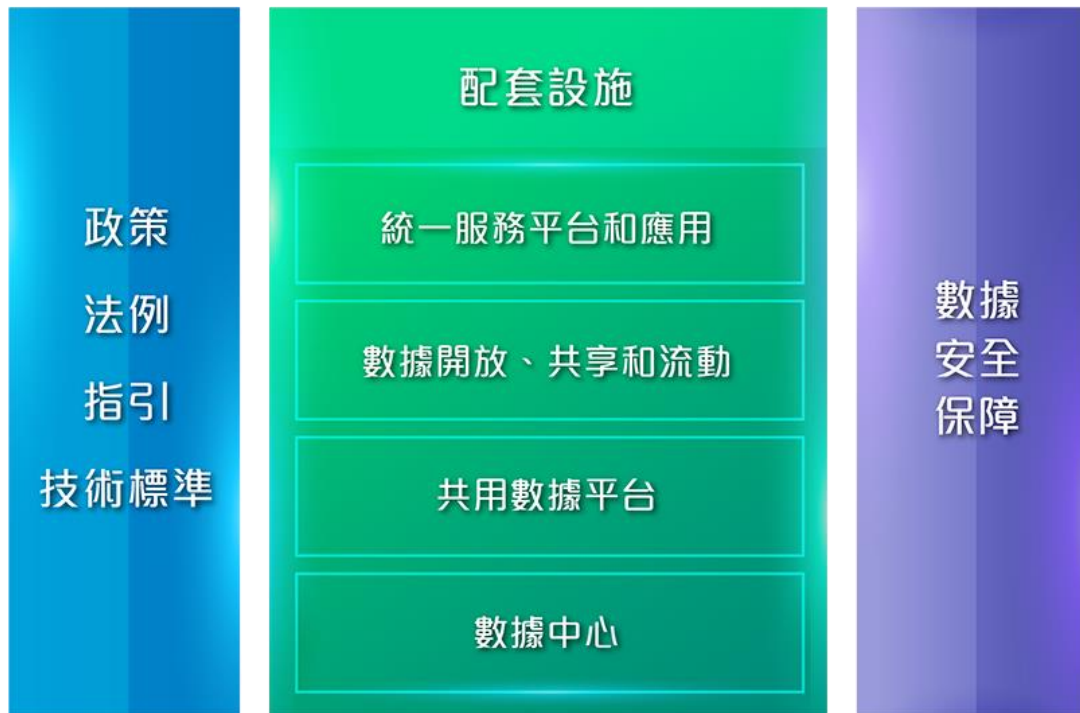 政策
法例
指引
技術標準
配套設施
統一服務平台和應用
數據開放、共享和流動
共用數據平台
數據中心
數據
安全
保障